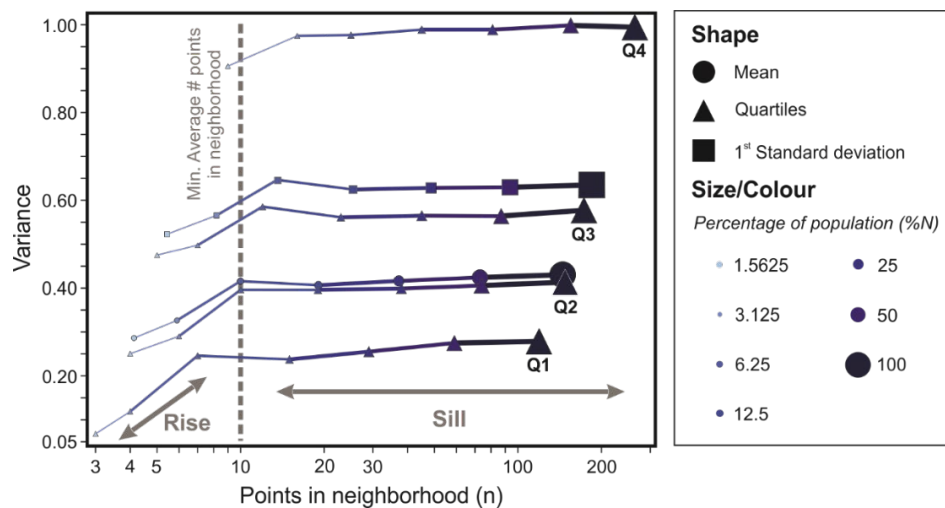 1.00
0.80
0.60
0.40
0.20
0.05
Variance
Min. Average # points
in neighborhood
Q4
Q3
Q2
Q1
Rise
Sill
3
4
5
10
20
30
100
200
Points in neighborhood (n)
Shape
Mean
Quartiles
1st Standard deviation
Size/Colour
Percentage of population (%N)
1.5625
3.125
6.25
12.5
25
50
100